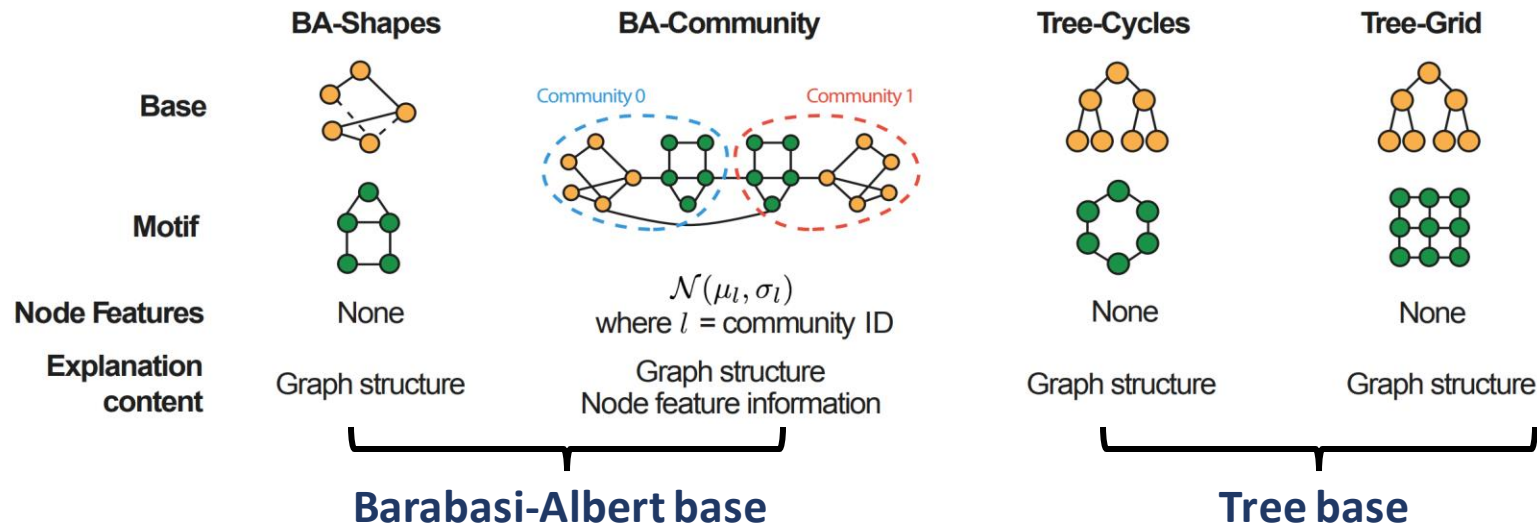 BA-Shapes BA-Community Tree-Cycles Tree-Grid
Base
Community 0 Community 1
Motif
Node Features None 𝒩(μ_l, σ_l) None None
where l = community ID
Explanation content Graph structure Graph structure Graph structure Graph structure
Node feature information
Barabasi-Albert base Tree base